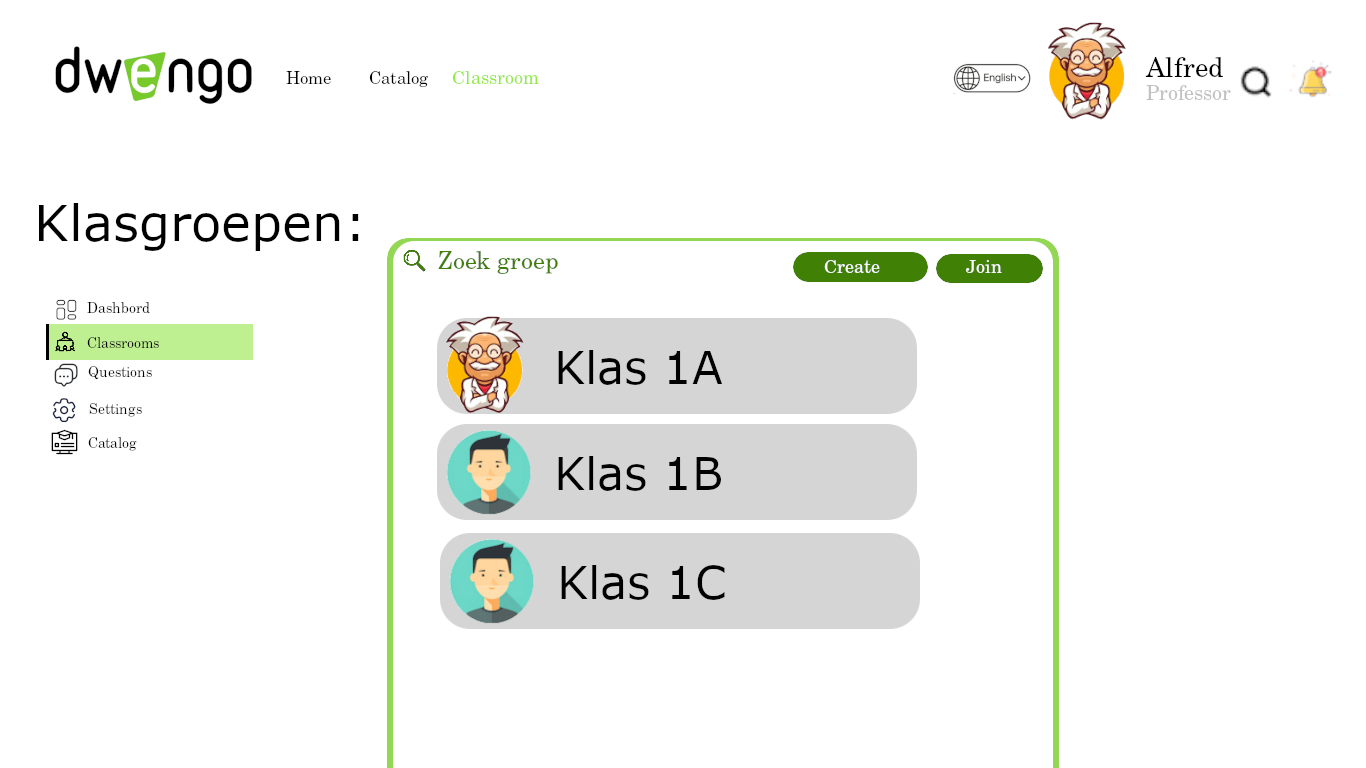 dwengo
Home Catalog Classroom
English
Alfred
Professor
Klasgroepen:
Zoek groep
Create
Join
Dashbord
Classrooms
Questions
Settings
Catalog
Klas 1A
Klas 1B
Klas 1C